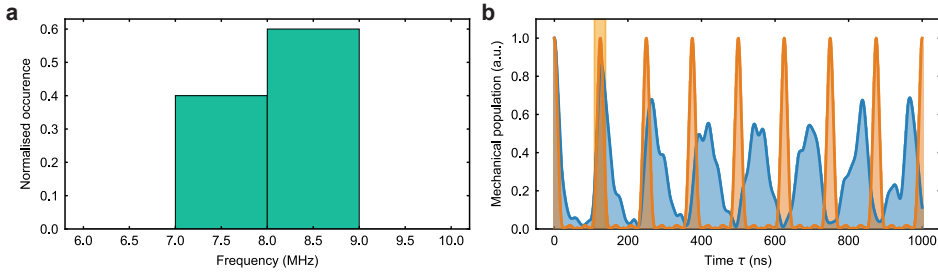 a
Normalised occurence
0.6
0.5
0.4
0.3
0.2
0.1
0.0
6.0 6.5 7.0 7.5 8.0 8.5 9.0 9.5 10.0
Frequency (MHz)
b
Mechanical population (a.u.)
1.0
0.8
0.6
0.4
0.2
0.0
0 200 400 600 800 1000
Time τ (ns)